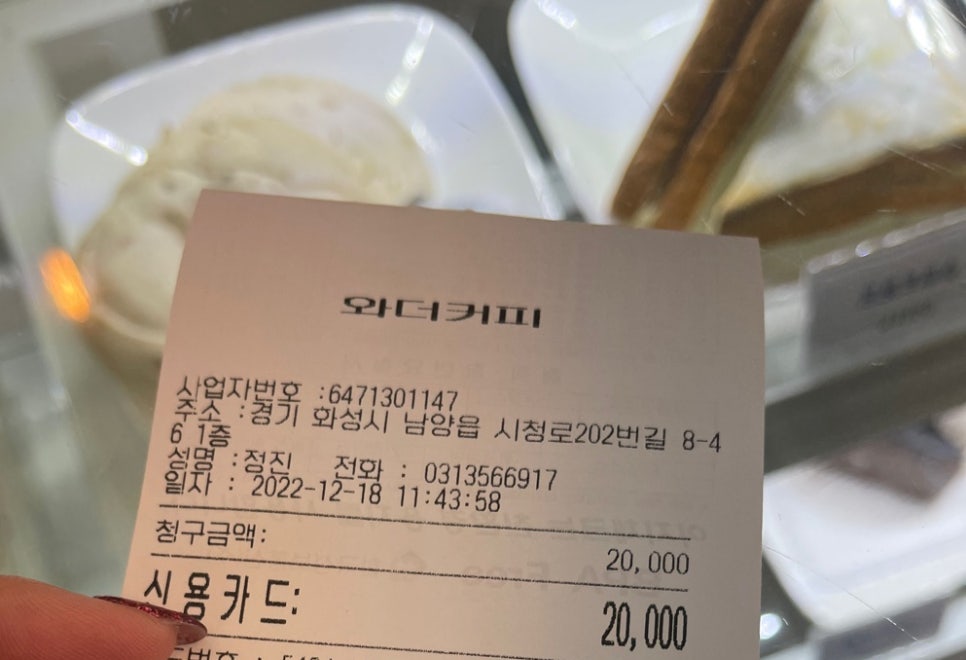 와더커피
사업자번호 :6471301147
주소 :경기 화성시 남양읍 시청로202번길 8-4
6 1층
성명 :정진 전화 : 0313566917
일자 : 2022-12-18 11:43:58
청구금액:
20,000
신용카드:
20,000